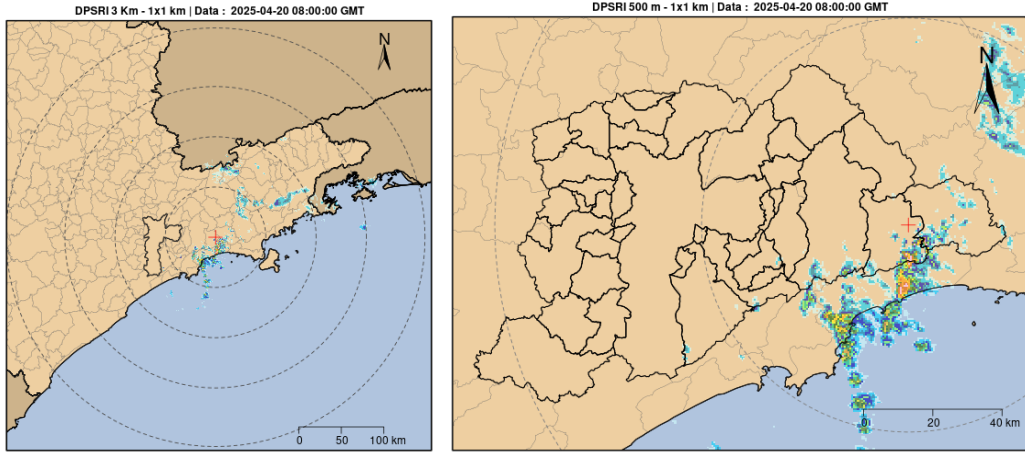 DPSRI 3 Km - 1x1 km | Data : 2025-04-20 08:00:00 GMT
N
0 50 100 km
DPSRI 500 m - 1x1 km | Data : 2025-04-20 08:00:00 GMT
N
0 20 40 km